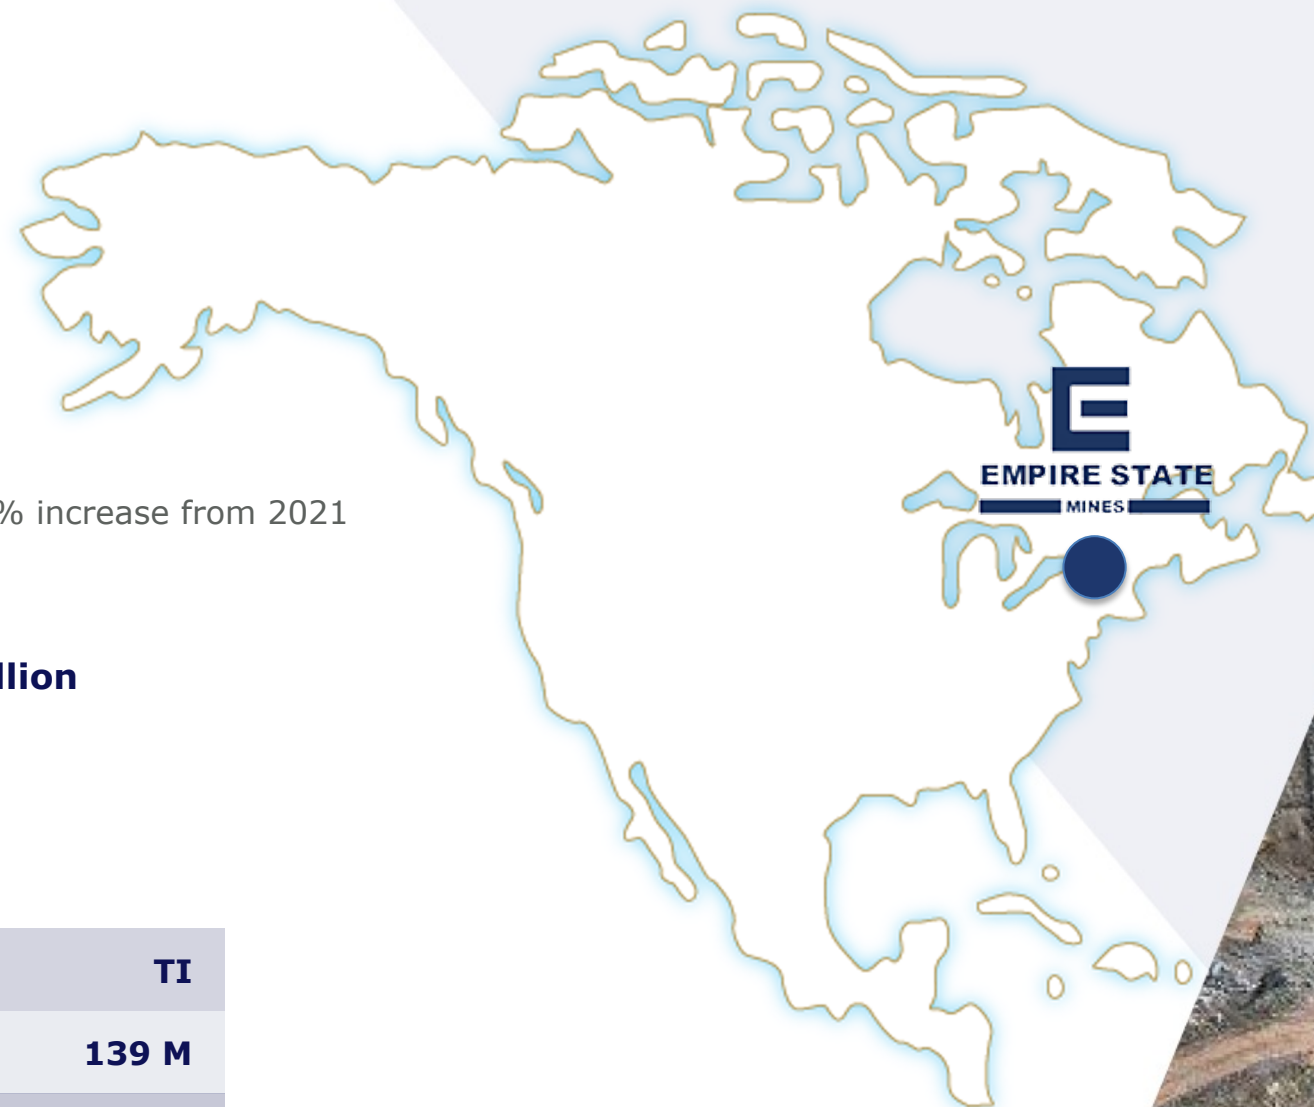 EMPIRE STATE
MINES
% increase from 2021
llion
TI
139 M